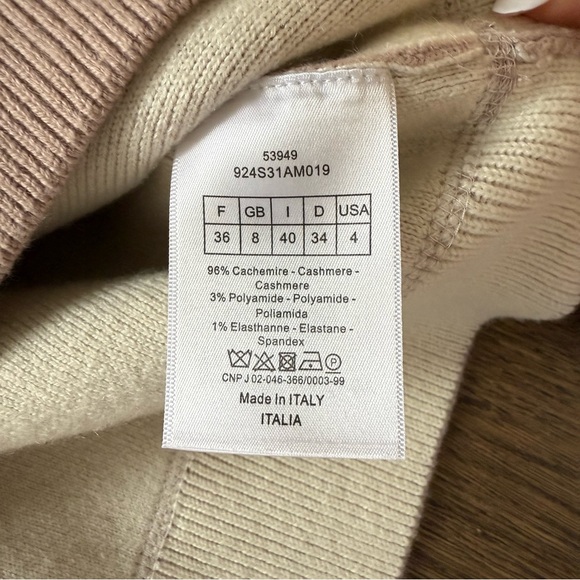 53949
924S31AM019
F GB I D USA
36 8 40 34 4
96% Cachemire - Cashmere -
Cashmere
3% Polyamide - Polyamide -
Poliamida
1% Elasthanne - Elastane -
Spandex
P
CNP J 02-046-366/0003-99
Made In ITALY
ITALIA